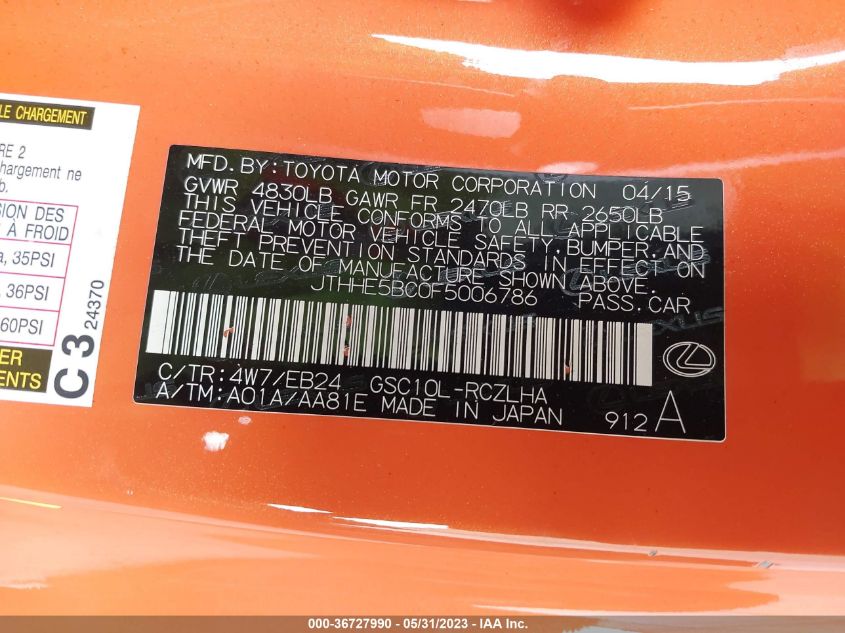 LE CHARGEMENT
RE 2
chargement ne
b.
SION DES
À FROID
a, 35PSI
, 36PSI
60PSI
ER
ENTS
C3 24370
MFD. BY: TOYOTA MOTOR CORPORATION 04/15
GVWR 4830LB GAWR FR 2470LB RR 2650LB
THIS VEHICLE CONFORMS TO ALL APPLICABLE
FEDERAL MOTOR VEHICLE SAFETY, BUMPER, AND
THEFT PREVENTION STANDARDS IN EFFECT ON
THE DATE OF MANUFACTURE SHOWN ABOVE.
JTHHE5BC0F5006786 PASS. CAR
C/TR: 4W7/EB24 GSC10L-RCZLHA
A/TM: A01A/AA81E MADE IN JAPAN 912 A
000-36727990 - 05/31/2023 - IAA Inc.